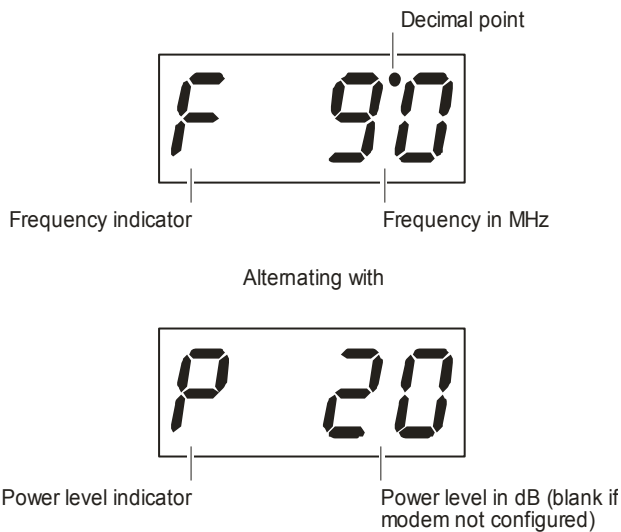 Decimal point
F 9•0
Frequency indicator
Frequency in MHz
Alternating with
P 20
Power level indicator
Power level in dB (blank if
modem not configured)